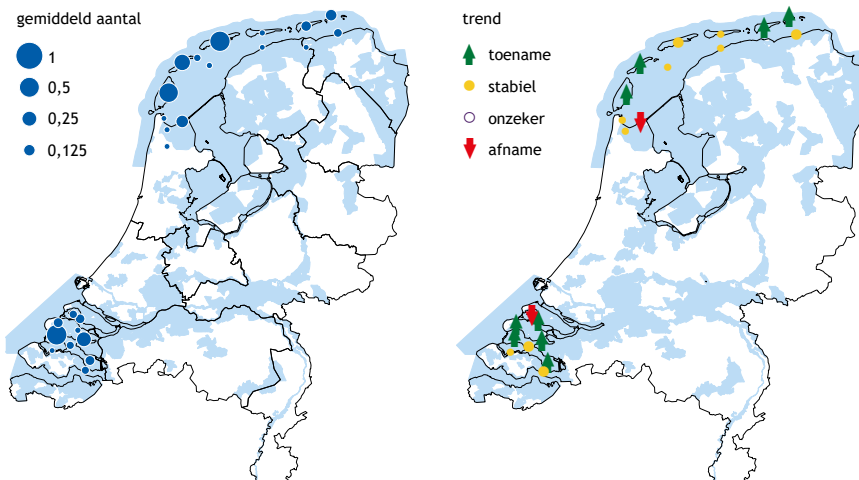 gemiddeld aantal
1
0,5
0,25
0,125
trend
toename
stabiel
onzeker
afname